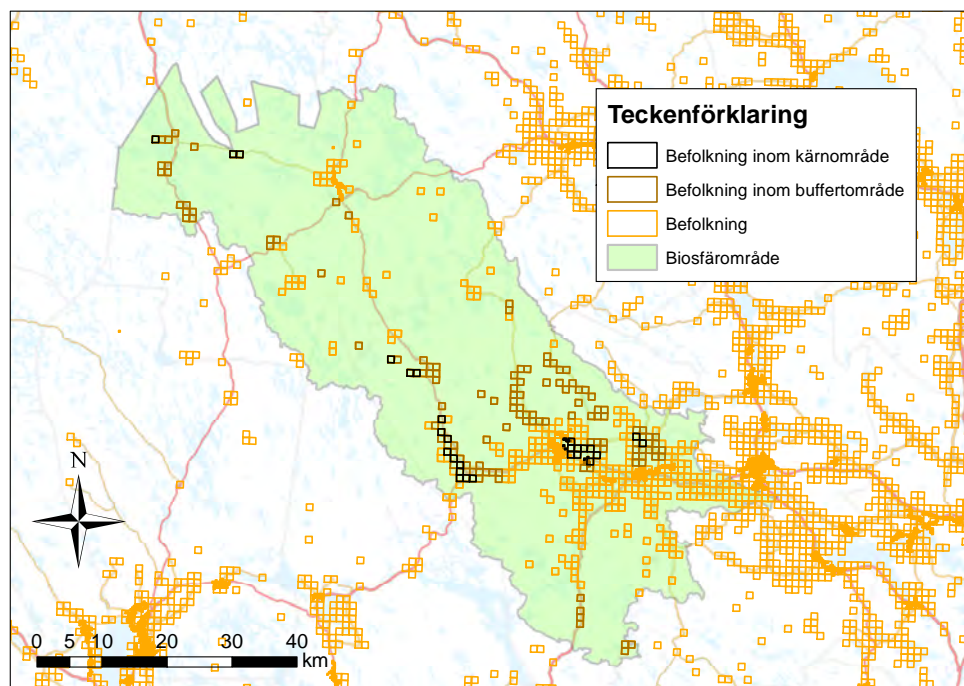 Teckenförklaring
Befolkning inom kärnområde
Befolkning inom buffertområde
Befolkning
Biosfärområde
N
0 5 10 20 30 40
km